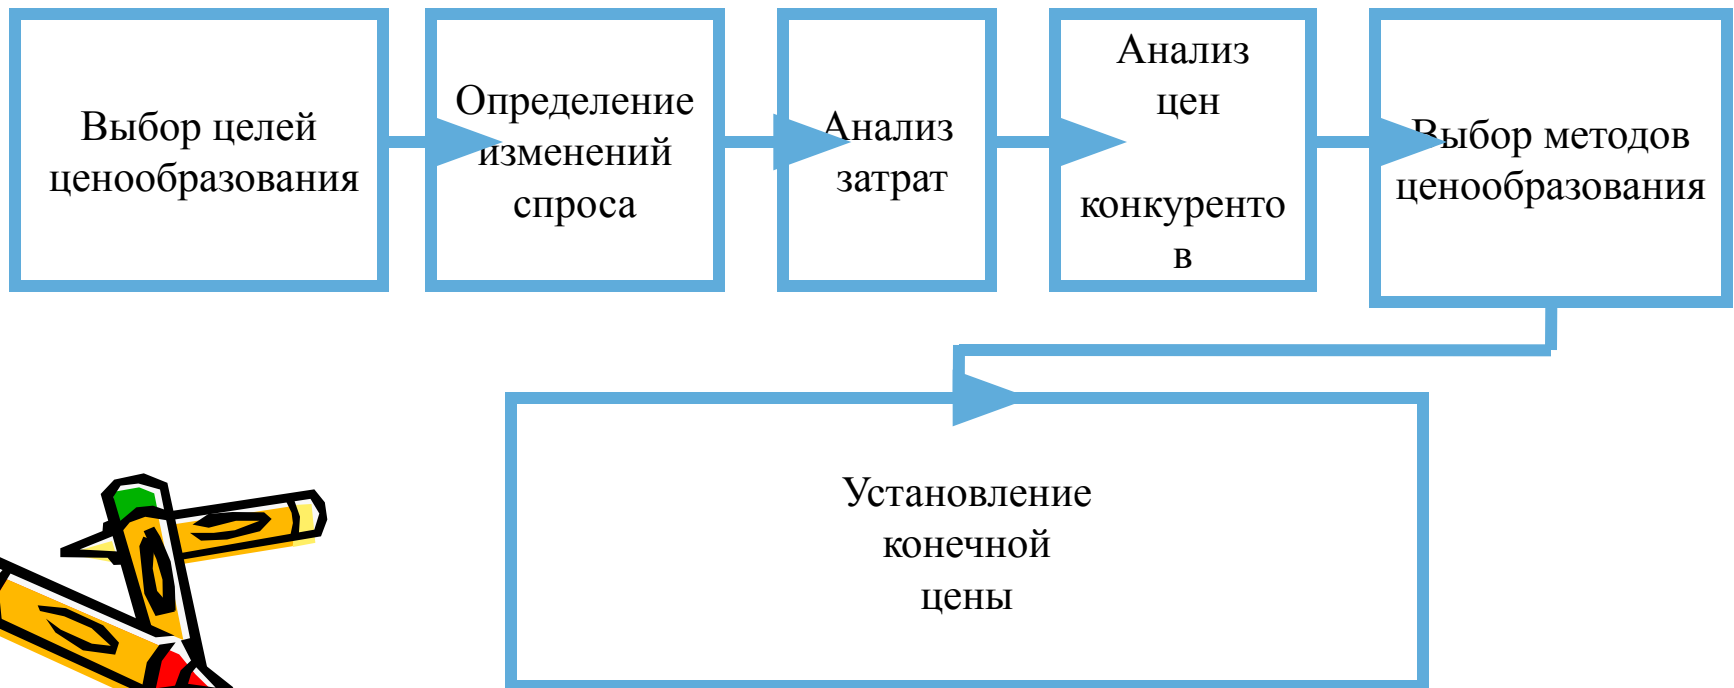 Выбор целей
ценообразования
Определение
изменений
спроса
Анализ
затрат
Анализ
цен
конкуренто
в
Выбор методов
ценообразования
Установление
конечной
цены